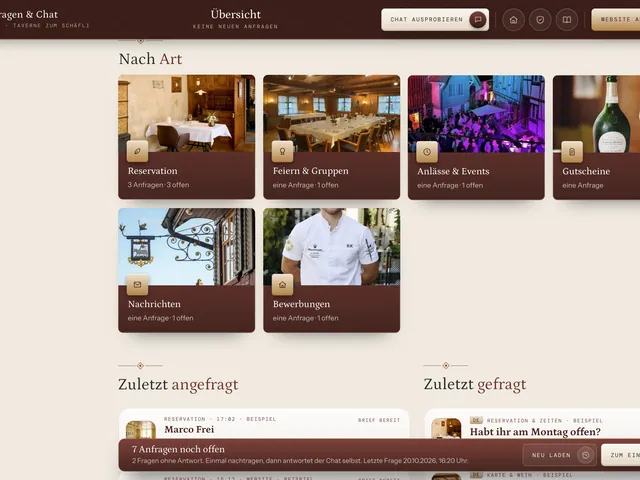 ragen & Chat
· TAVERNE ZUM SCHÄFLI
Übersicht
KEINE NEUEN ANFRAGEN
CHAT AUSPROBIEREN
WEBSITE A
Nach Art
Reservation
3 Anfragen · 3 offen
Feiern & Gruppen
eine Anfrage · 1 offen
Anlässe & Events
eine Anfrage · 1 offen
Gutscheine
eine Anfrage
Nachrichten
eine Anfrage · 1 offen
Bewerbungen
eine Anfrage · 1 offen
Zuletzt angefragt
RESERVATION · 17:02 · BEISPIEL
BRIEF BEREIT
Marco Frei
Zuletzt gefragt
DE RESERVATION & ZEITEN · BEISPIEL
Habt ihr am Montag offen?
7 Anfragen noch offen
2 Fragen ohne Antwort. Einmal nachtragen, dann antwortet der Chat selbst. Letzte Frage 20.10.2026, 16:20 Uhr.
NEU LADEN
ZUM EIN
DE KARTE & WEIN · BEISPIEL